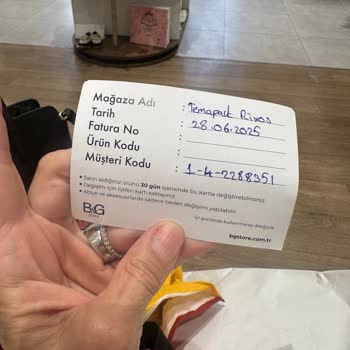 Mağaza Adı : Temapark Rixos
Tarih : 28.06.2025
Fatura No :
Ürün Kodu :
Müşteri Kodu : 1-4-2288351
• Satın aldığınız ürünü 30 gün içerisinde bu kartla değiştirebilirsiniz.
• Değişim için lütfen kartı saklayınız.
• Abiye ve aksesuarlarda sadece beden değişimi yapılabilir.
İyi günlerde kullanmanız dileğiyle.
B&G
STORE
bgstore.com.tr